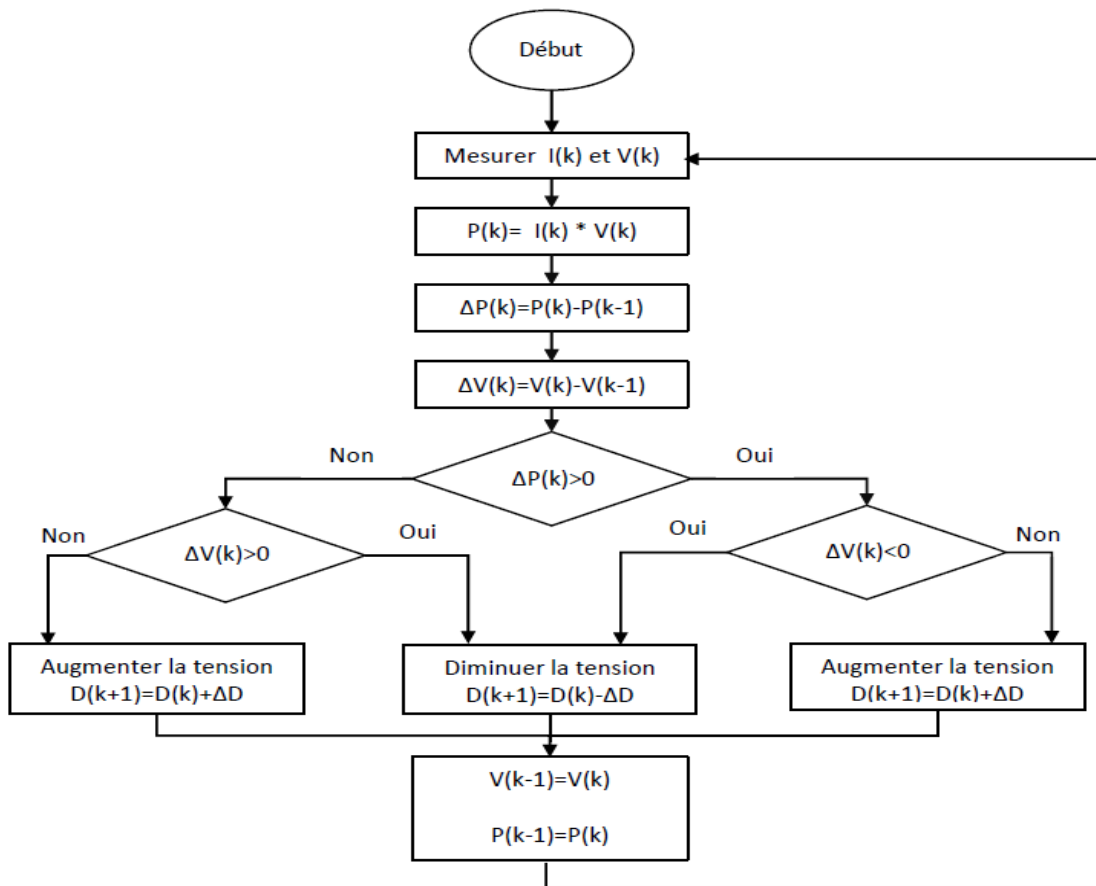 Début
Mesurer I(k) et V(k)
P(k)= I(k) * V(k)
ΔP(k)=P(k)-P(k-1)
ΔV(k)=V(k)-V(k-1)
Non
Oui
ΔP(k)>0
Non
Oui
Oui
Non
ΔV(k)>0
ΔV(k)<0
Augmenter la tension
D(k+1)=D(k)+ΔD
Diminuer la tension
D(k+1)=D(k)-ΔD
Augmenter la tension
D(k+1)=D(k)+ΔD
V(k-1)=V(k)
P(k-1)=P(k)